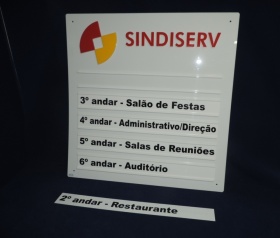 SINDISERV
3º andar - Salão de Festas
4º andar - Administrativo/Direção
5º andar - Salas de Reuniões
6º andar - Auditório
2º andar - Restaurante